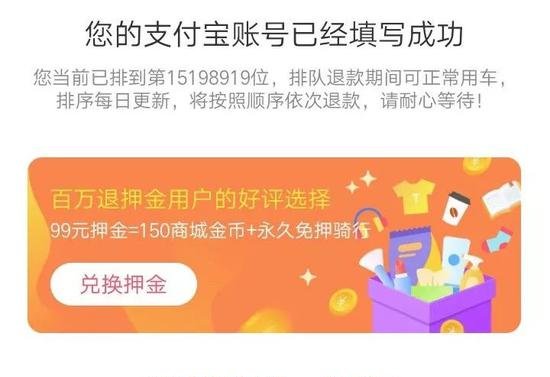 您的支付宝账号已经填写成功
您当前已排到第15198919位，排队退款期间可正常用车，
排序每日更新，将按照顺序依次退款，请耐心等待！
百万退押金用户的好评选择
99元押金=150商城金币+永久免押骑行
兑换押金